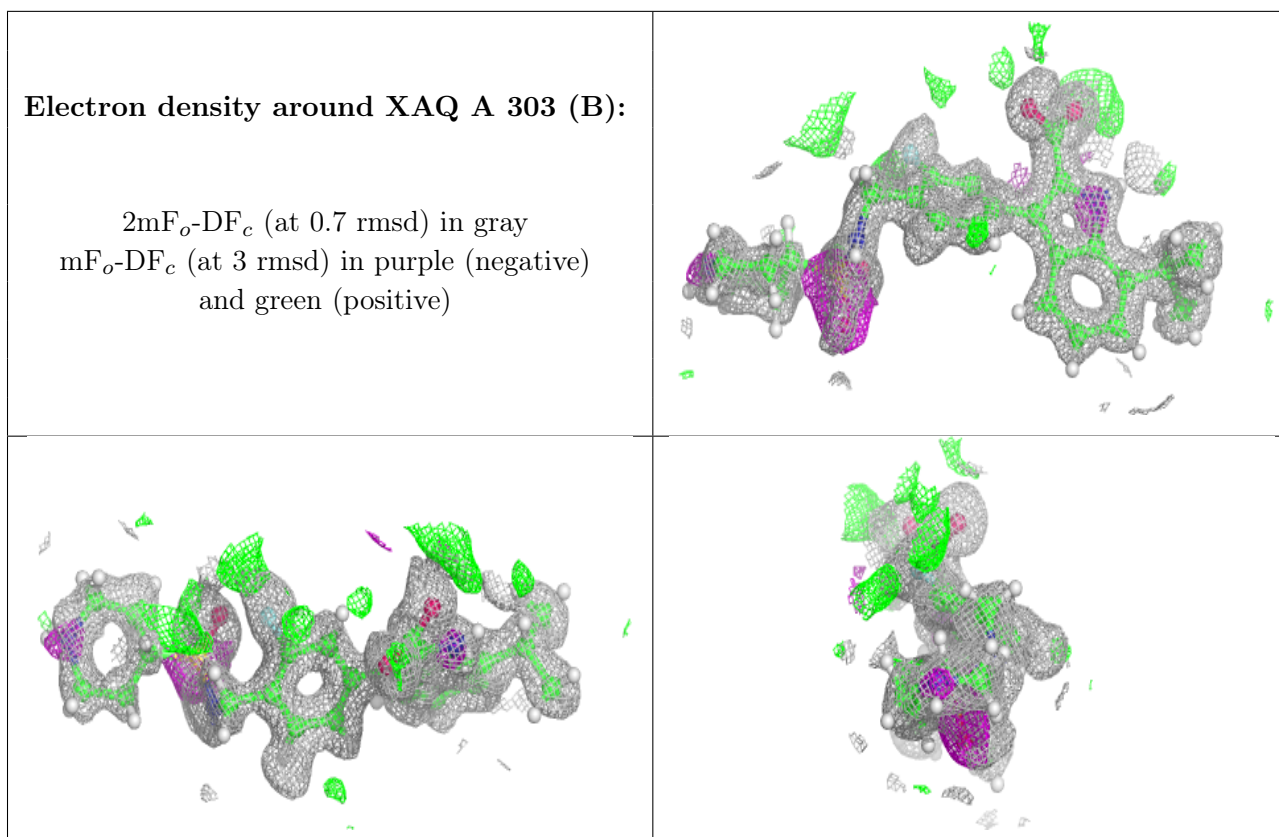 Electron density around XAQ A 303 (B):
2mFo-DFc (at 0.7 rmsd) in gray
mFo-DFc (at 3 rmsd) in purple (negative)
and green (positive)